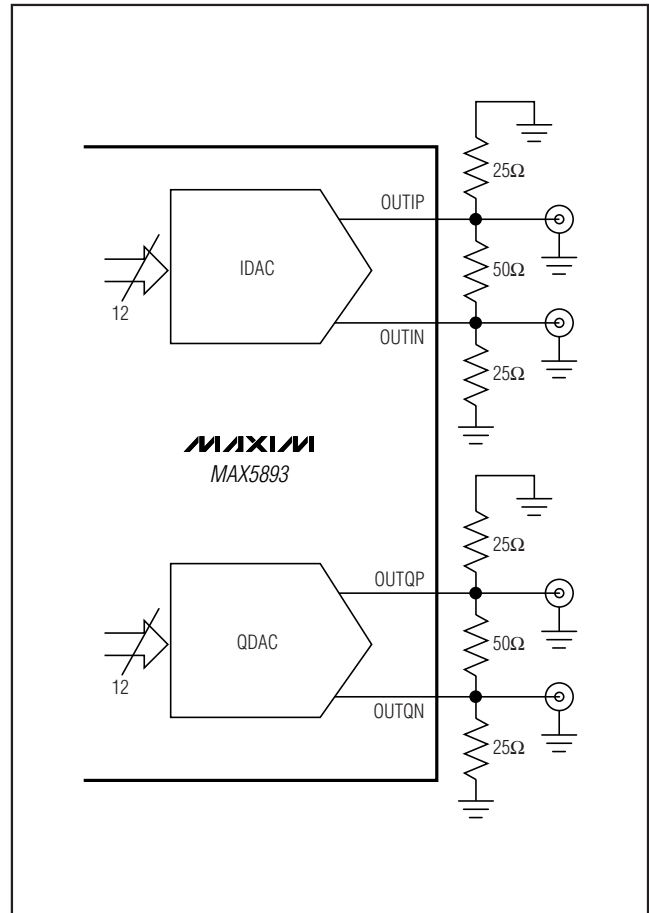 25Ω
OUTIP
IDAC
50Ω
12
OUTIN
25Ω
MAXIM
MAX5893
25Ω
OUTQP
QDAC
50Ω
12
OUTQN
25Ω